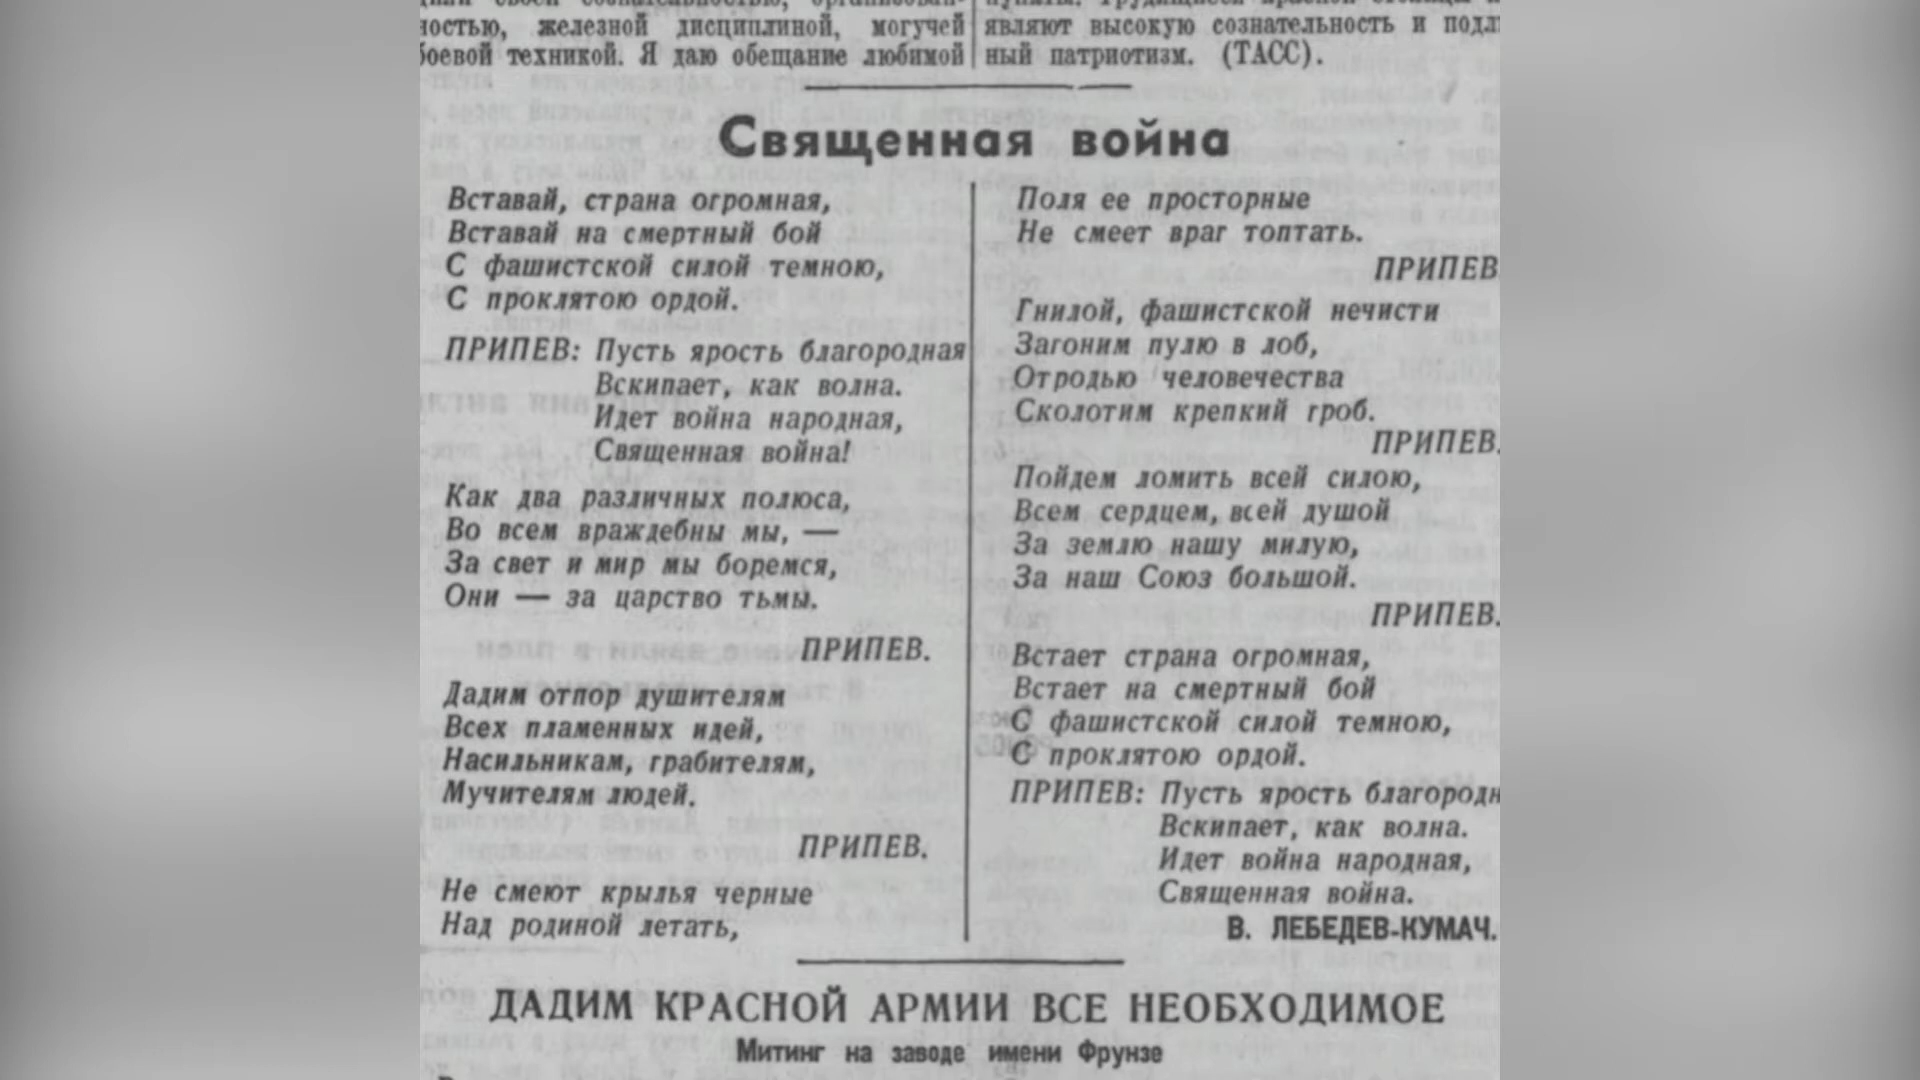 ностью, железной дисциплиной, могучей
боевой техникой. Я даю обещание любимой
являют высокую сознательность и
ный патриотизм. (ТАСС).
Священная война
Вставай, страна огромная,
Вставай на смертный бой
С фашистской силой темною,
С проклятою ордой.
ПРИПЕВ: Пусть ярость благородная
Вскипает, как волна.
Идет война народная,
Священная война!
Как два различных полюса,
Во всем враждебны мы, —
За свет и мир мы боремся,
Они — за царство тьмы.
ПРИПЕВ.
Дадим отпор душителям
Всех пламенных идей,
Насильникам, грабителям,
Мучителям людей.
ПРИПЕВ.
Не смеют крылья черные
Над родиной летать,
Поля ее просторные
Не смеет враг топтать.
ПРИПЕВ
Гнилой, фашистской нечисти
Загоним пулю в лоб,
Отродью человечества
Сколотим крепкий гроб.
ПРИПЕВ.
Пойдем ломить всей силою,
Всем сердцем, всей душой
За землю нашу милую,
За наш Союз большой.
ПРИПЕВ.
Встает страна огромная,
Встает на смертный бой
С фашистской силой темною,
С проклятою ордой.
ПРИПЕВ: Пусть ярость благородн
Вскипает, как волна.
Идет война народная,
Священная война.
В. ЛЕБЕДЕВ-КУМАЧ.
ДАДИМ КРАСНОЙ АРМИИ ВСЕ НЕОБХОДИМОЕ
Митинг на заводе имени Фрунзе